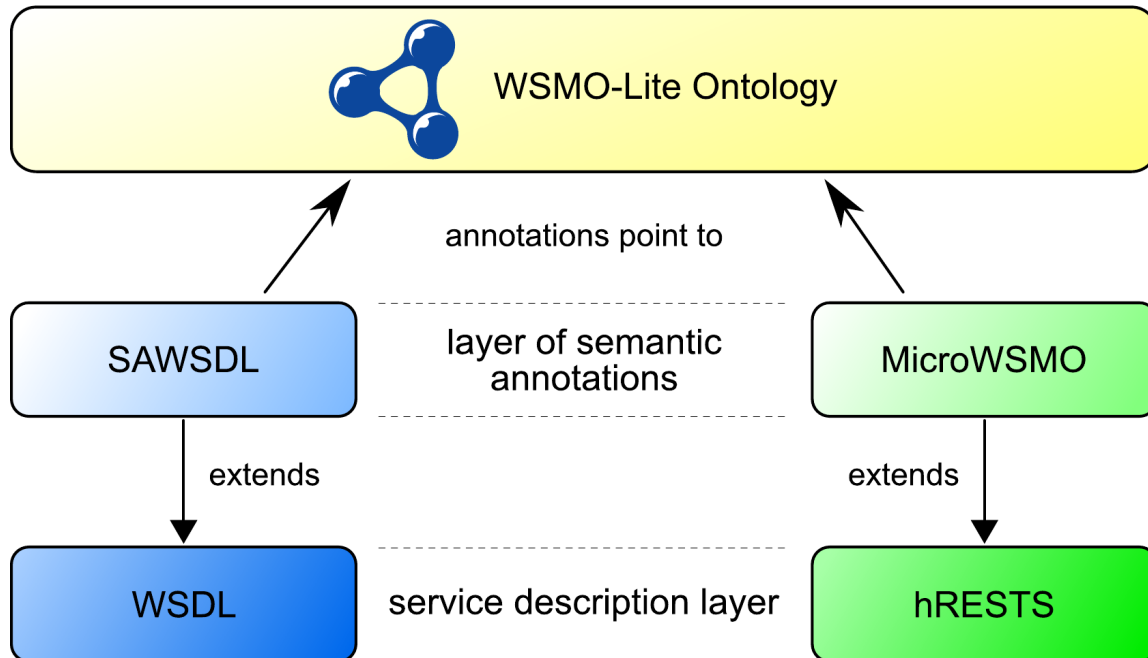 WSMO-Lite Ontology
annotations point to
SAWSDL
layer of semantic
annotations
MicroWSMO
extends
extends
WSDL
service description layer
hRESTS